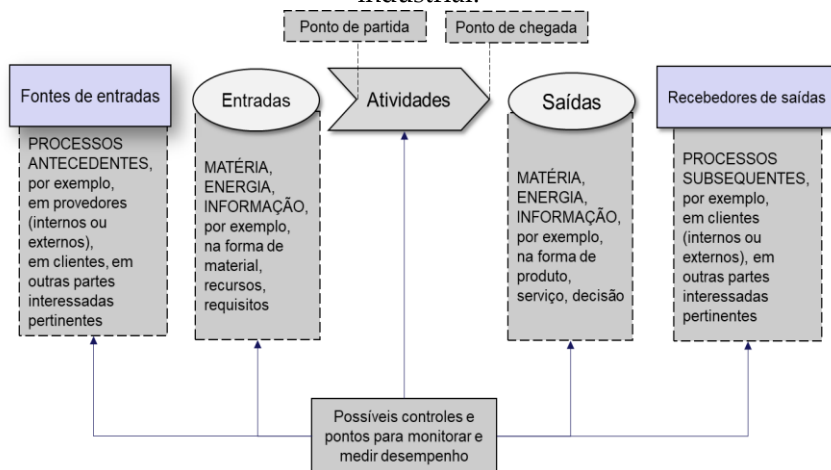 industrial.
Ponto de partida
Ponto de chegada
Fontes de entradas
Entradas
Atividades
Saídas
Recebedores de saídas
PROCESSOS
ANTECEDENTES,
por exemplo,
em provedores
(internos ou
externos),
em clientes, em
outras partes
interessadas
pertinentes
MATÉRIA,
ENERGIA,
INFORMAÇÃO,
por exemplo,
na forma de
material,
recursos,
requisitos
MATÉRIA,
ENERGIA,
INFORMAÇÃO,
por exemplo,
na forma de
produto,
serviço, decisão
PROCESSOS
SUBSEQUENTES,
por exemplo,
em clientes
(internos ou
externos), em
outras partes
interessadas
pertinentes
Possíveis controles e
pontos para monitorar e
medir desempenho